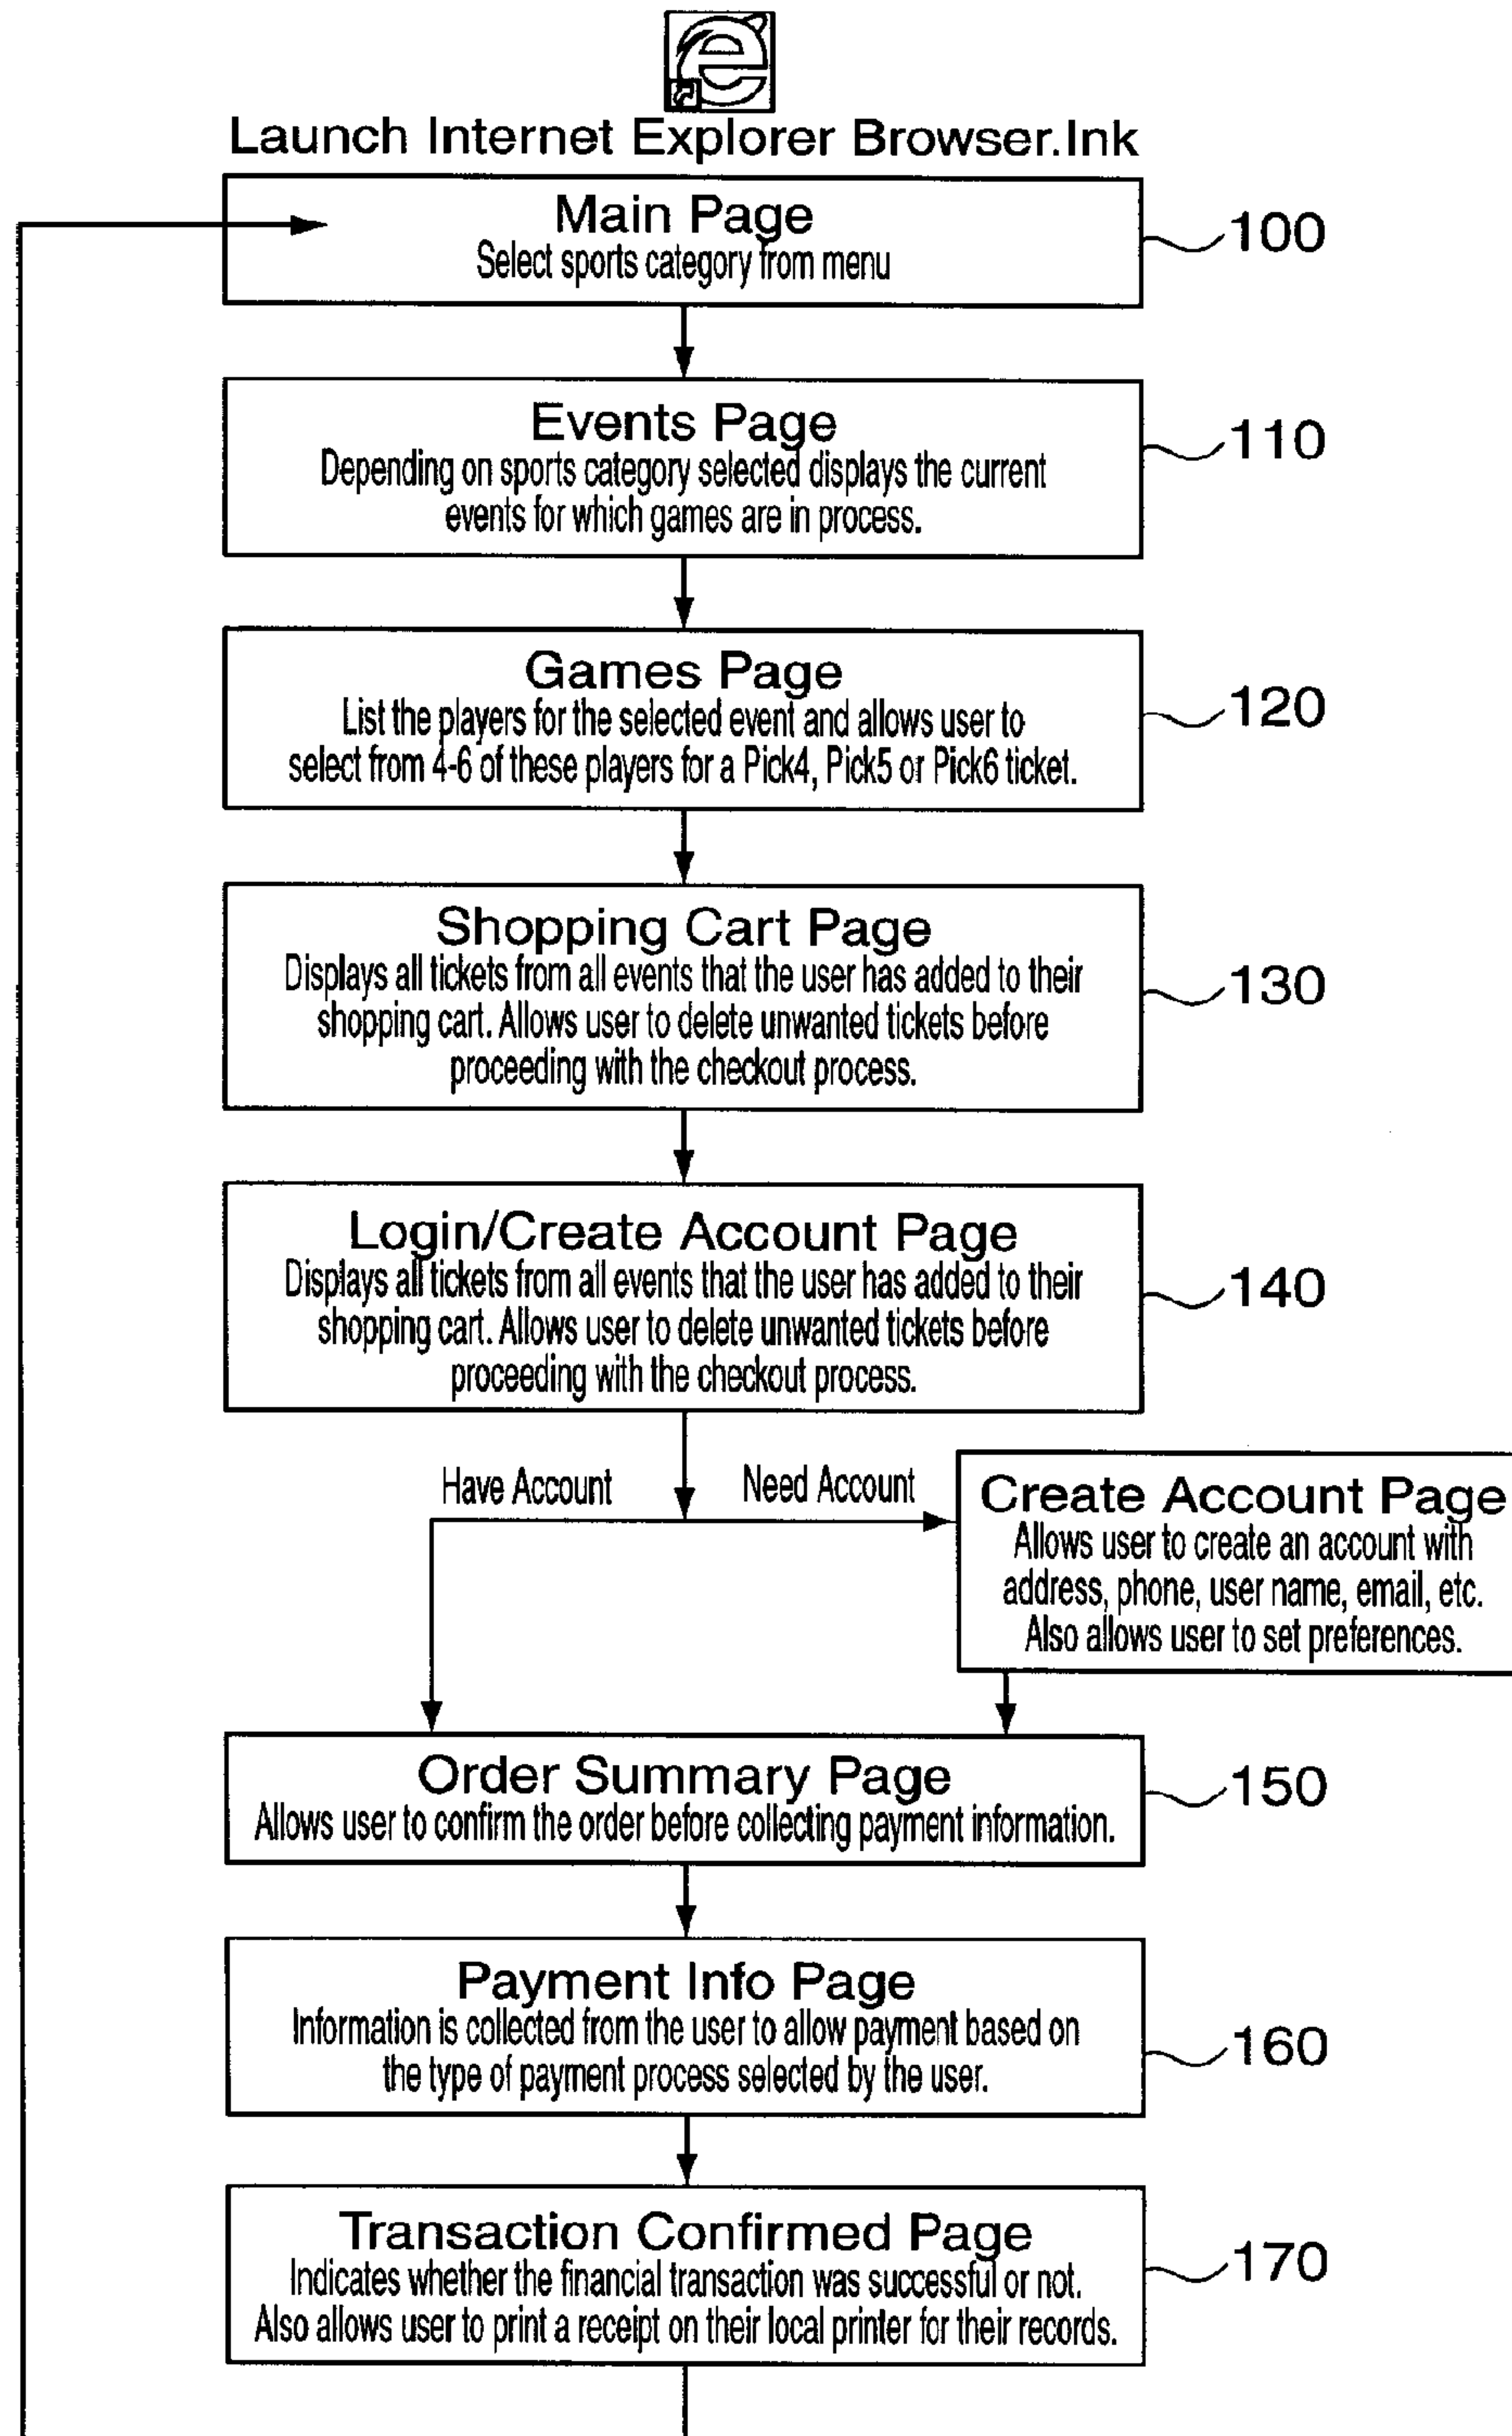 Launch Internet Explorer Browser.lnk
Main Page
Select sports category from menu
100
Events Page
Depending on sports category selected displays the current
events for which games are in process.
110
Games Page
List the players for the selected event and allows user to
select from 4-6 of these players for a Pick4, Pick5 or Pick6 ticket.
120
Shopping Cart Page
Displays all tickets from all events that the user has added to their
shopping cart. Allows user to delete unwanted tickets before
proceeding with the checkout process.
130
Login/Create Account Page
Displays all tickets from all events that the user has added to their
shopping cart. Allows user to delete unwanted tickets before
proceeding with the checkout process.
140
Have Account
Need Account
Create Account Page
Allows user to create an account with
address, phone, user name, email, etc.
Also allows user to set preferences.
Order Summary Page
Allows user to confirm the order before collecting payment information.
150
Payment Info Page
Information is collected from the user to allow payment based on
the type of payment process selected by the user.
160
Transaction Confirmed Page
Indicates whether the financial transaction was successful or not.
Also allows user to print a receipt on their local printer for their records.
170